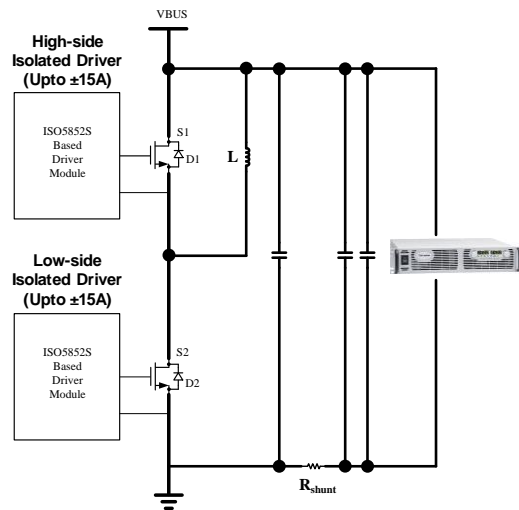 VBUS
High-side
Isolated Driver
(Upto ±15A)
ISO5852S
Based
Driver
Module
S1
D1
L
Low-side
Isolated Driver
(Upto ±15A)
ISO5852S
Based
Driver
Module
S2
D2
Rshunt